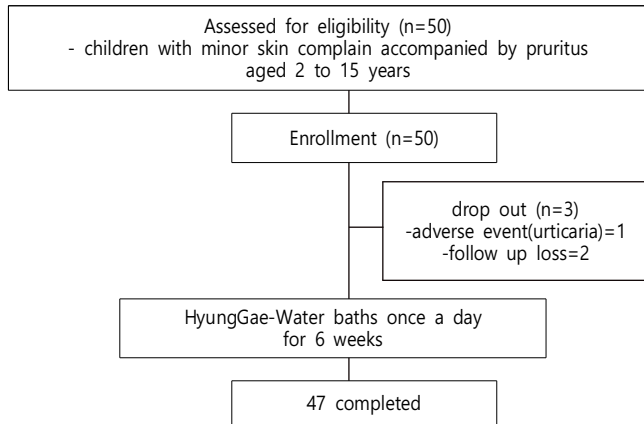 Assessed for eligibility (n=50)
- children with minor skin complain accompanied by pruritus
aged 2 to 15 years
Enrollment (n=50)
drop out (n=3)
-adverse event(urticaria)=1
-follow up loss=2
HyungGae-Water baths once a day
for 6 weeks
47 completed